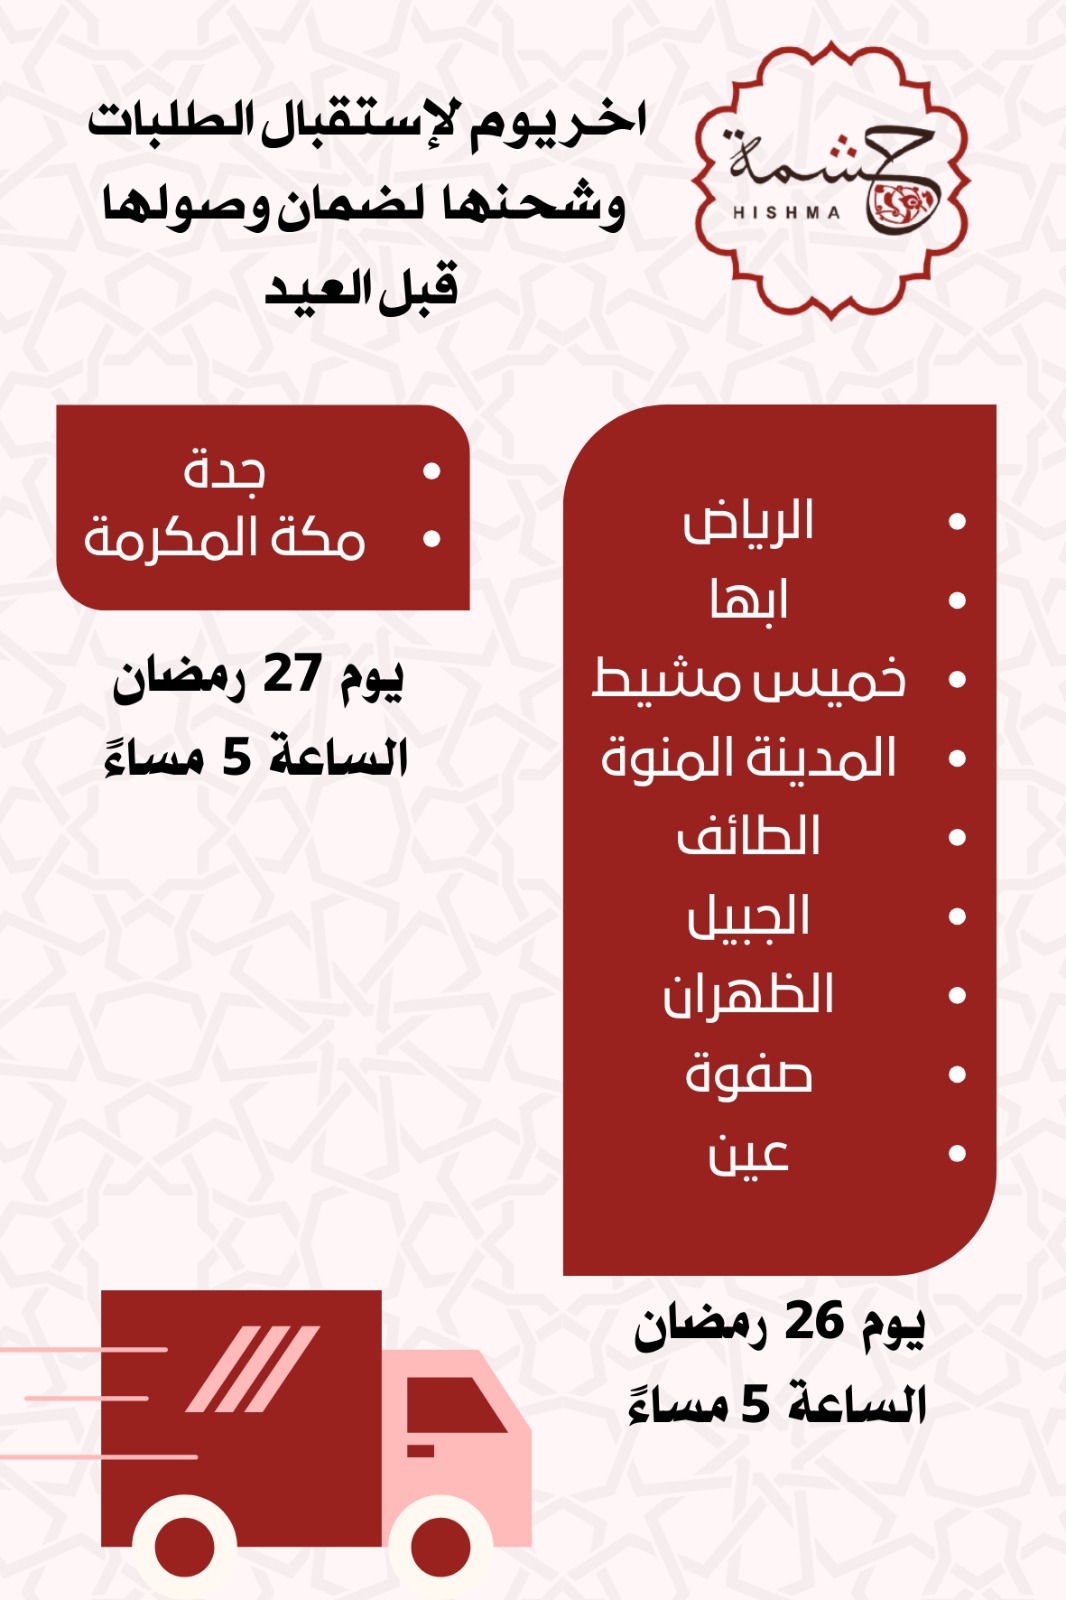 حشمة
HISHMA
اخر يوم لإستقبال الطلبات
وشحنها لضمان وصولها
قبل العيد
الرياض
ابها
خميس مشيط
المدينة المنوة
الطائف
الجبيل
الظهران
صفوة
عين
يوم 26 رمضان
الساعة 5 مساءً
جدة
مكة المكرمة
يوم 27 رمضان
الساعة 5 مساءً